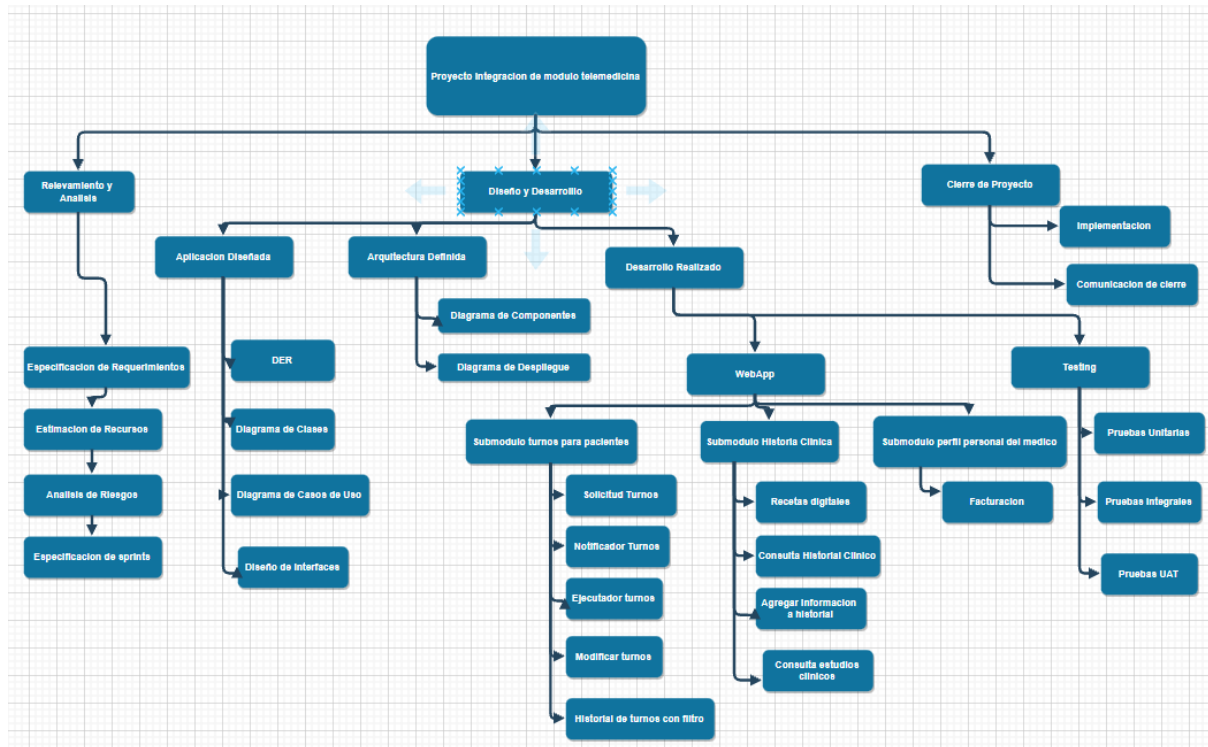 Proyecto Integracion de modulo telemedicina
Relevamiento y
Analisis
Diseño y Desarrollo
Cierre de Proyecto
Implementacion
Comunicacion de cierre
Aplicacion Diseñada
Arquitectura Definida
Desarrollo Realizado
Diagrama de Componentes
Diagrama de Despliegue
Especificacion de Requerimientos
Estimacion de Recursos
Analisis de Riesgos
Especificacion de sprints
DER
Diagrama de Clases
Diagrama de Casos de Uso
Diseño de Interfaces
WebApp
Testing
Submodulo turnos para pacientes
Submodulo Historia Clinica
Submodulo perfil personal del medico
Solicitud Turnos
Notificador Turnos
Ejecutador turnos
Modificar turnos
Historial de turnos con filtro
Recetas digitales
Consulta Historial Clinico
Agregar informacion
a historial
Consulta estudios
clinicos
Facturacion
Pruebas Unitarias
Pruebas Integrales
Pruebas UAT